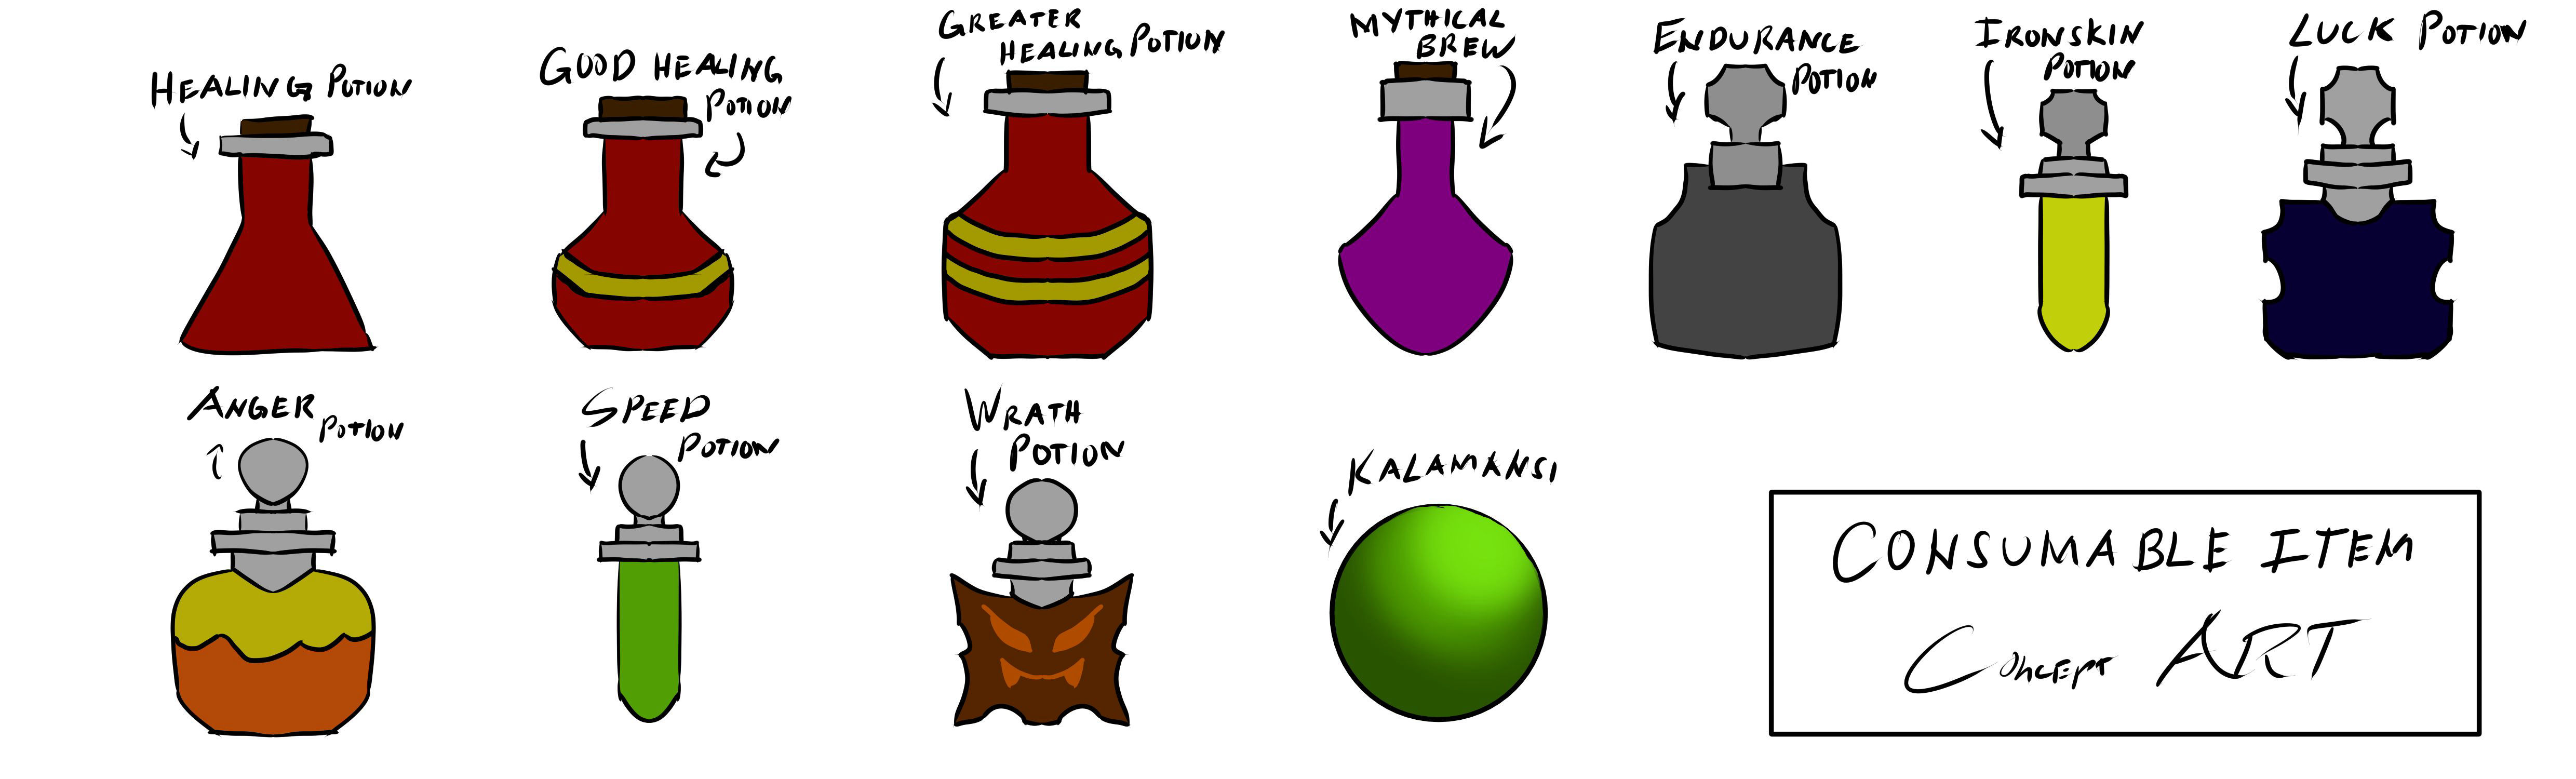 HEALING POTION
GOOD HEALING
POTION
GREATER
HEALING POTION
MYTHICAL
BREW
ENDURANCE
POTION
IRONSKIN
POTION
LUCK POTION
ANGER
POTION
SPEED
POTION
WRATH
POTION
KALAMANSI
CONSUMABLE ITEM
CONCEPT ART